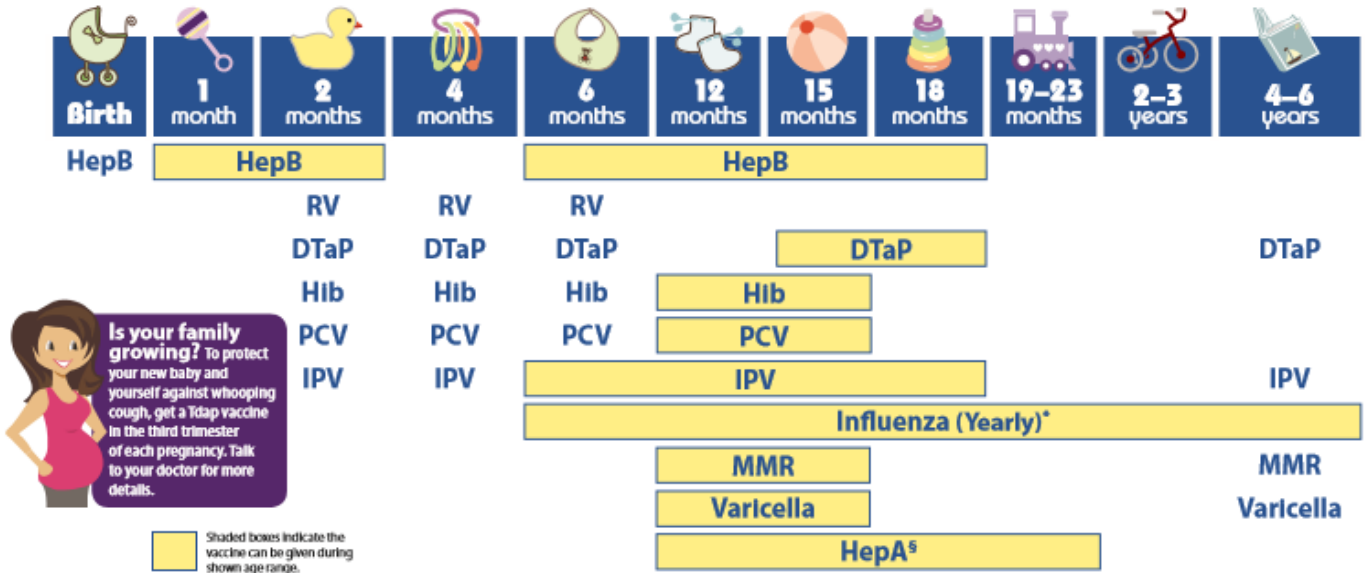 Birth
1 month
2 months
4 months
6 months
12 months
15 months
18 months
19–23 months
2–3 years
4–6 years
HepB HepB HepB
RV RV RV
DTaP DTaP DTaP DTaP DTaP
Hib Hib Hib Hib
PCV PCV PCV PCV
IPV IPV IPV IPV
Influenza (Yearly)*
MMR MMR
Varicella Varicella
HepA§
Is your family
growing? To protect
your new baby and
yourself against whooping
cough, get a Tdap vaccine
in the third trimester
of each pregnancy. Talk
to your doctor for more
details.
Shaded boxes indicate the
vaccine can be given during
shown age range.